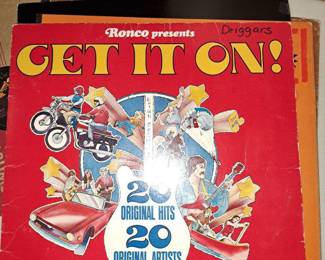 Ronco presents
Driggars
GET IT ON!
20
ORIGINAL HITS
20
ORIGINAL ARTISTS